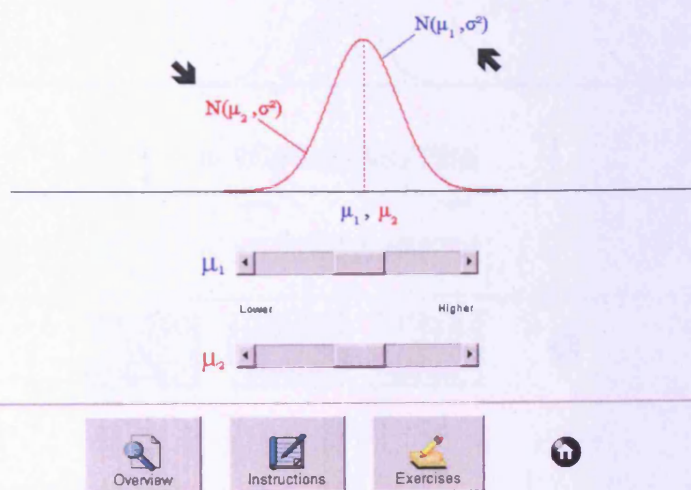 N(μ₁,σ²)
N(μ₂,σ²)
μ₁, μ₂
μ₁
Lower Higher
μ₂
Overview Instructions Exercises